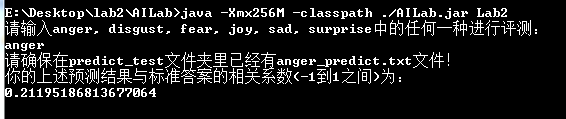 E:\Desktop\lab2\AILab>java -Xmx256M -classpath ./AILab.jar Lab2
请输入anger, disgust, fear, joy, sad, surprise中的任何一种进行评测：
anger
请确保在predict_test文件夹里已经有anger_predict.txt文件！
你的上述预测结果与标准答案的相关系数(-1到1之间)为：
0.21195186813677064